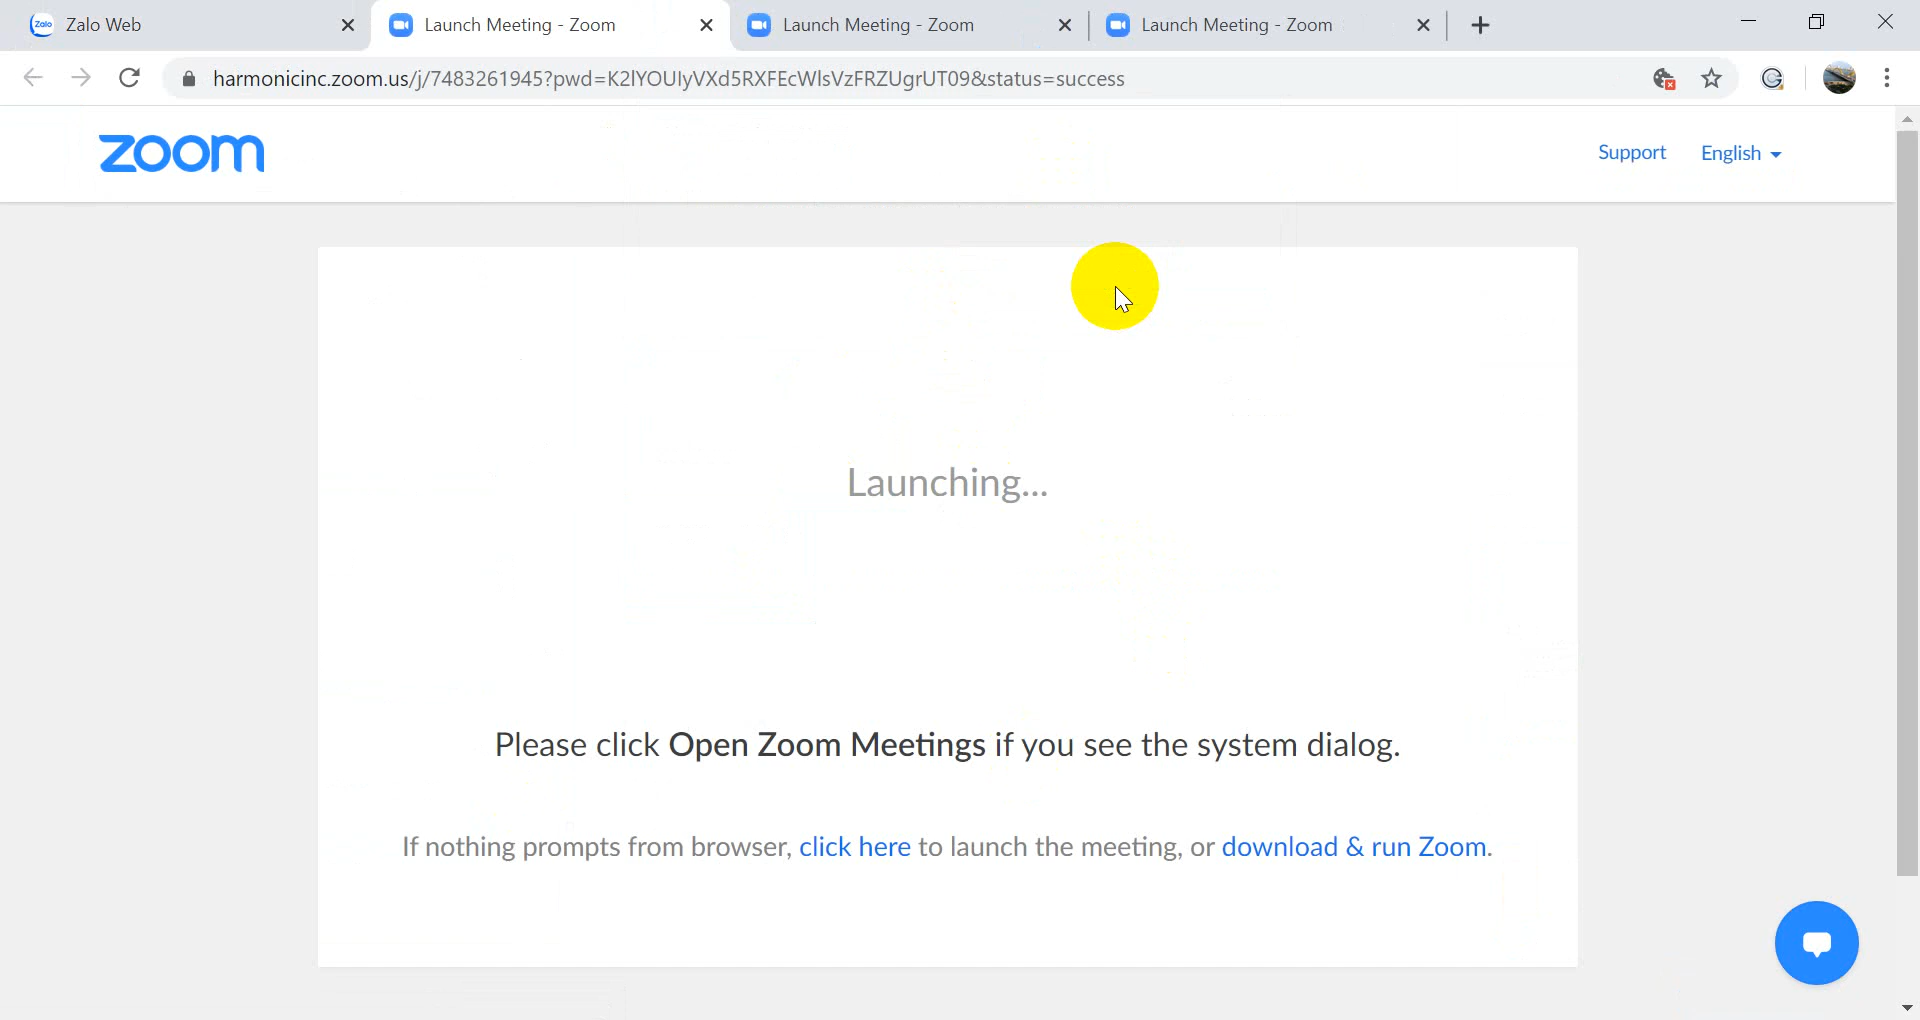 Zalo
Zalo Web
Launch Meeting - Zoom
Launch Meeting - Zoom
Launch Meeting - Zoom
harmonicinc.zoom.us/j/7483261945?pwd=K2lYOUIyVXd5RXFEcWlsVzFRZUgrUT09&status=success
zoom
Support
English
Launching...
Please click Open Zoom Meetings if you see the system dialog.
If nothing prompts from browser, click here to launch the meeting, or download & run Zoom.